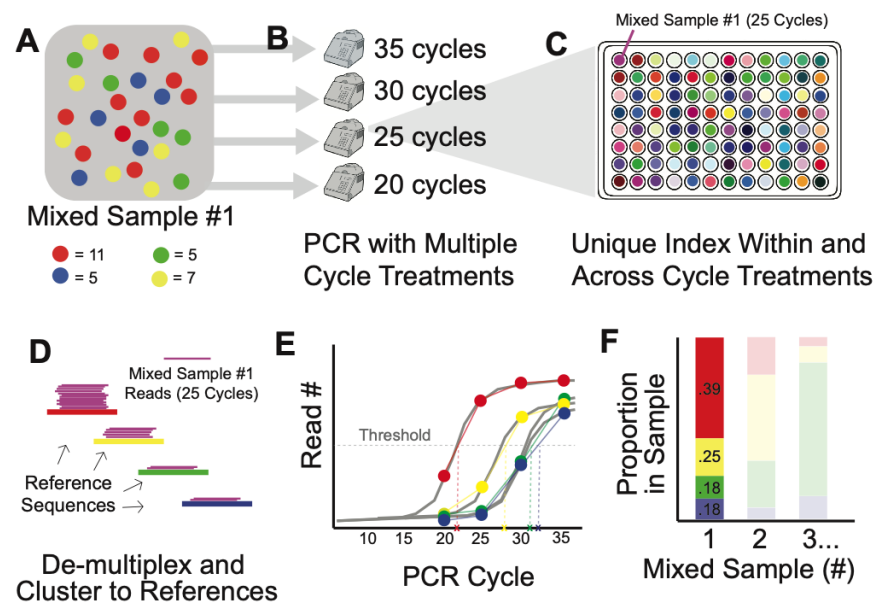 A
B
35 cycles
30 cycles
25 cycles
20 cycles
C
Mixed Sample #1 (25 Cycles)
Mixed Sample #1
= 11
= 5
= 5
= 7
PCR with Multiple
Cycle Treatments
Unique Index Within and
Across Cycle Treatments
D
Mixed Sample #1
Reads (25 Cycles)
Reference
Sequences
De-multiplex and
Cluster to References
E
Read #
Threshold
10 15 20 25 30 35
PCR Cycle
F
Proportion
in Sample
.39
.25
.18
.18
1 2 3...
Mixed Sample (#)